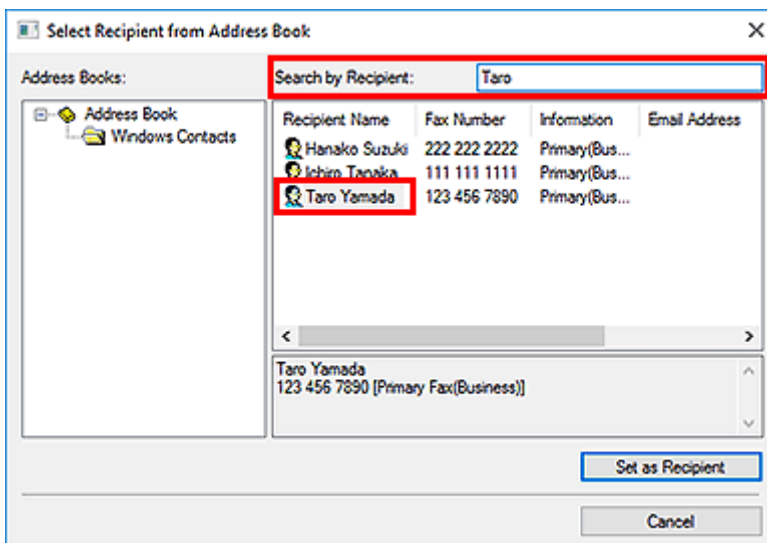 Select Recipient from Address Book
Address Books:
Search by Recipient: Taro
Address Book
Windows Contacts
Recipient Name Fax Number Information Email Address
Hanako Suzuki 222 222 2222 Primary(Bus...
Ichiro Tanaka 111 111 1111 Primary(Bus...
Taro Yamada 123 456 7890 Primary(Bus...
Taro Yamada
123 456 7890 [Primary Fax(Business)]
Set as Recipient
Cancel